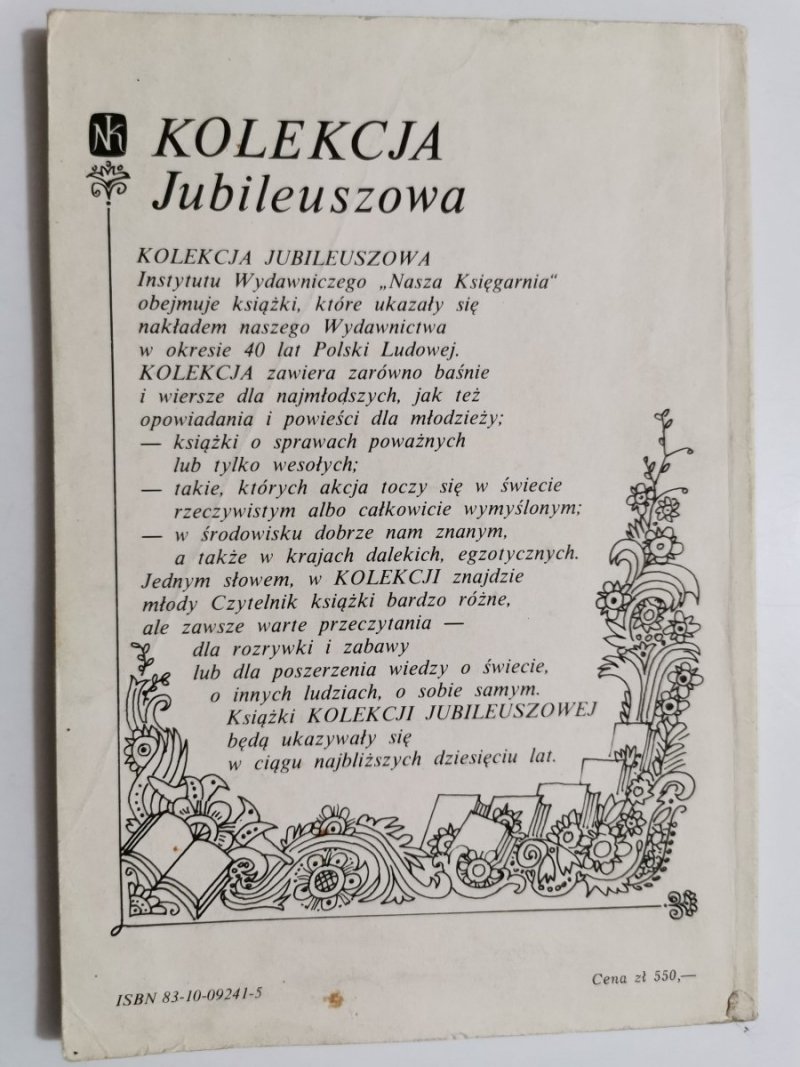 NK
KOLEKCJA
Jubileuszowa
KOLEKCJA JUBILEUSZOWA
Instytutu Wydawniczego „Nasza Księgarnia"
obejmuje książki, które ukazały się
nakładem naszego Wydawnictwa
w okresie 40 lat Polski Ludowej.
KOLEKCJA zawiera zarówno baśnie
i wiersze dla najmłodszych, jak też
opowiadania i powieści dla młodzieży;
— książki o sprawach poważnych
lub tylko wesołych;
— takie, których akcja toczy się w świecie
rzeczywistym albo całkowicie wymyślonym;
— w środowisku dobrze nam znanym,
a także w krajach dalekich, egzotycznych.
Jednym słowem, w KOLEKCJI znajdzie
młody Czytelnik książki bardzo różne,
ale zawsze warte przeczytania —
dla rozrywki i zabawy
lub dla poszerzenia wiedzy o świecie,
o innych ludziach, o sobie samym.
Książki KOLEKCJI JUBILEUSZOWEJ
będą ukazywały się
w ciągu najbliższych dziesięciu lat.
ISBN 83-10-09241-5
Cena zł 550,—